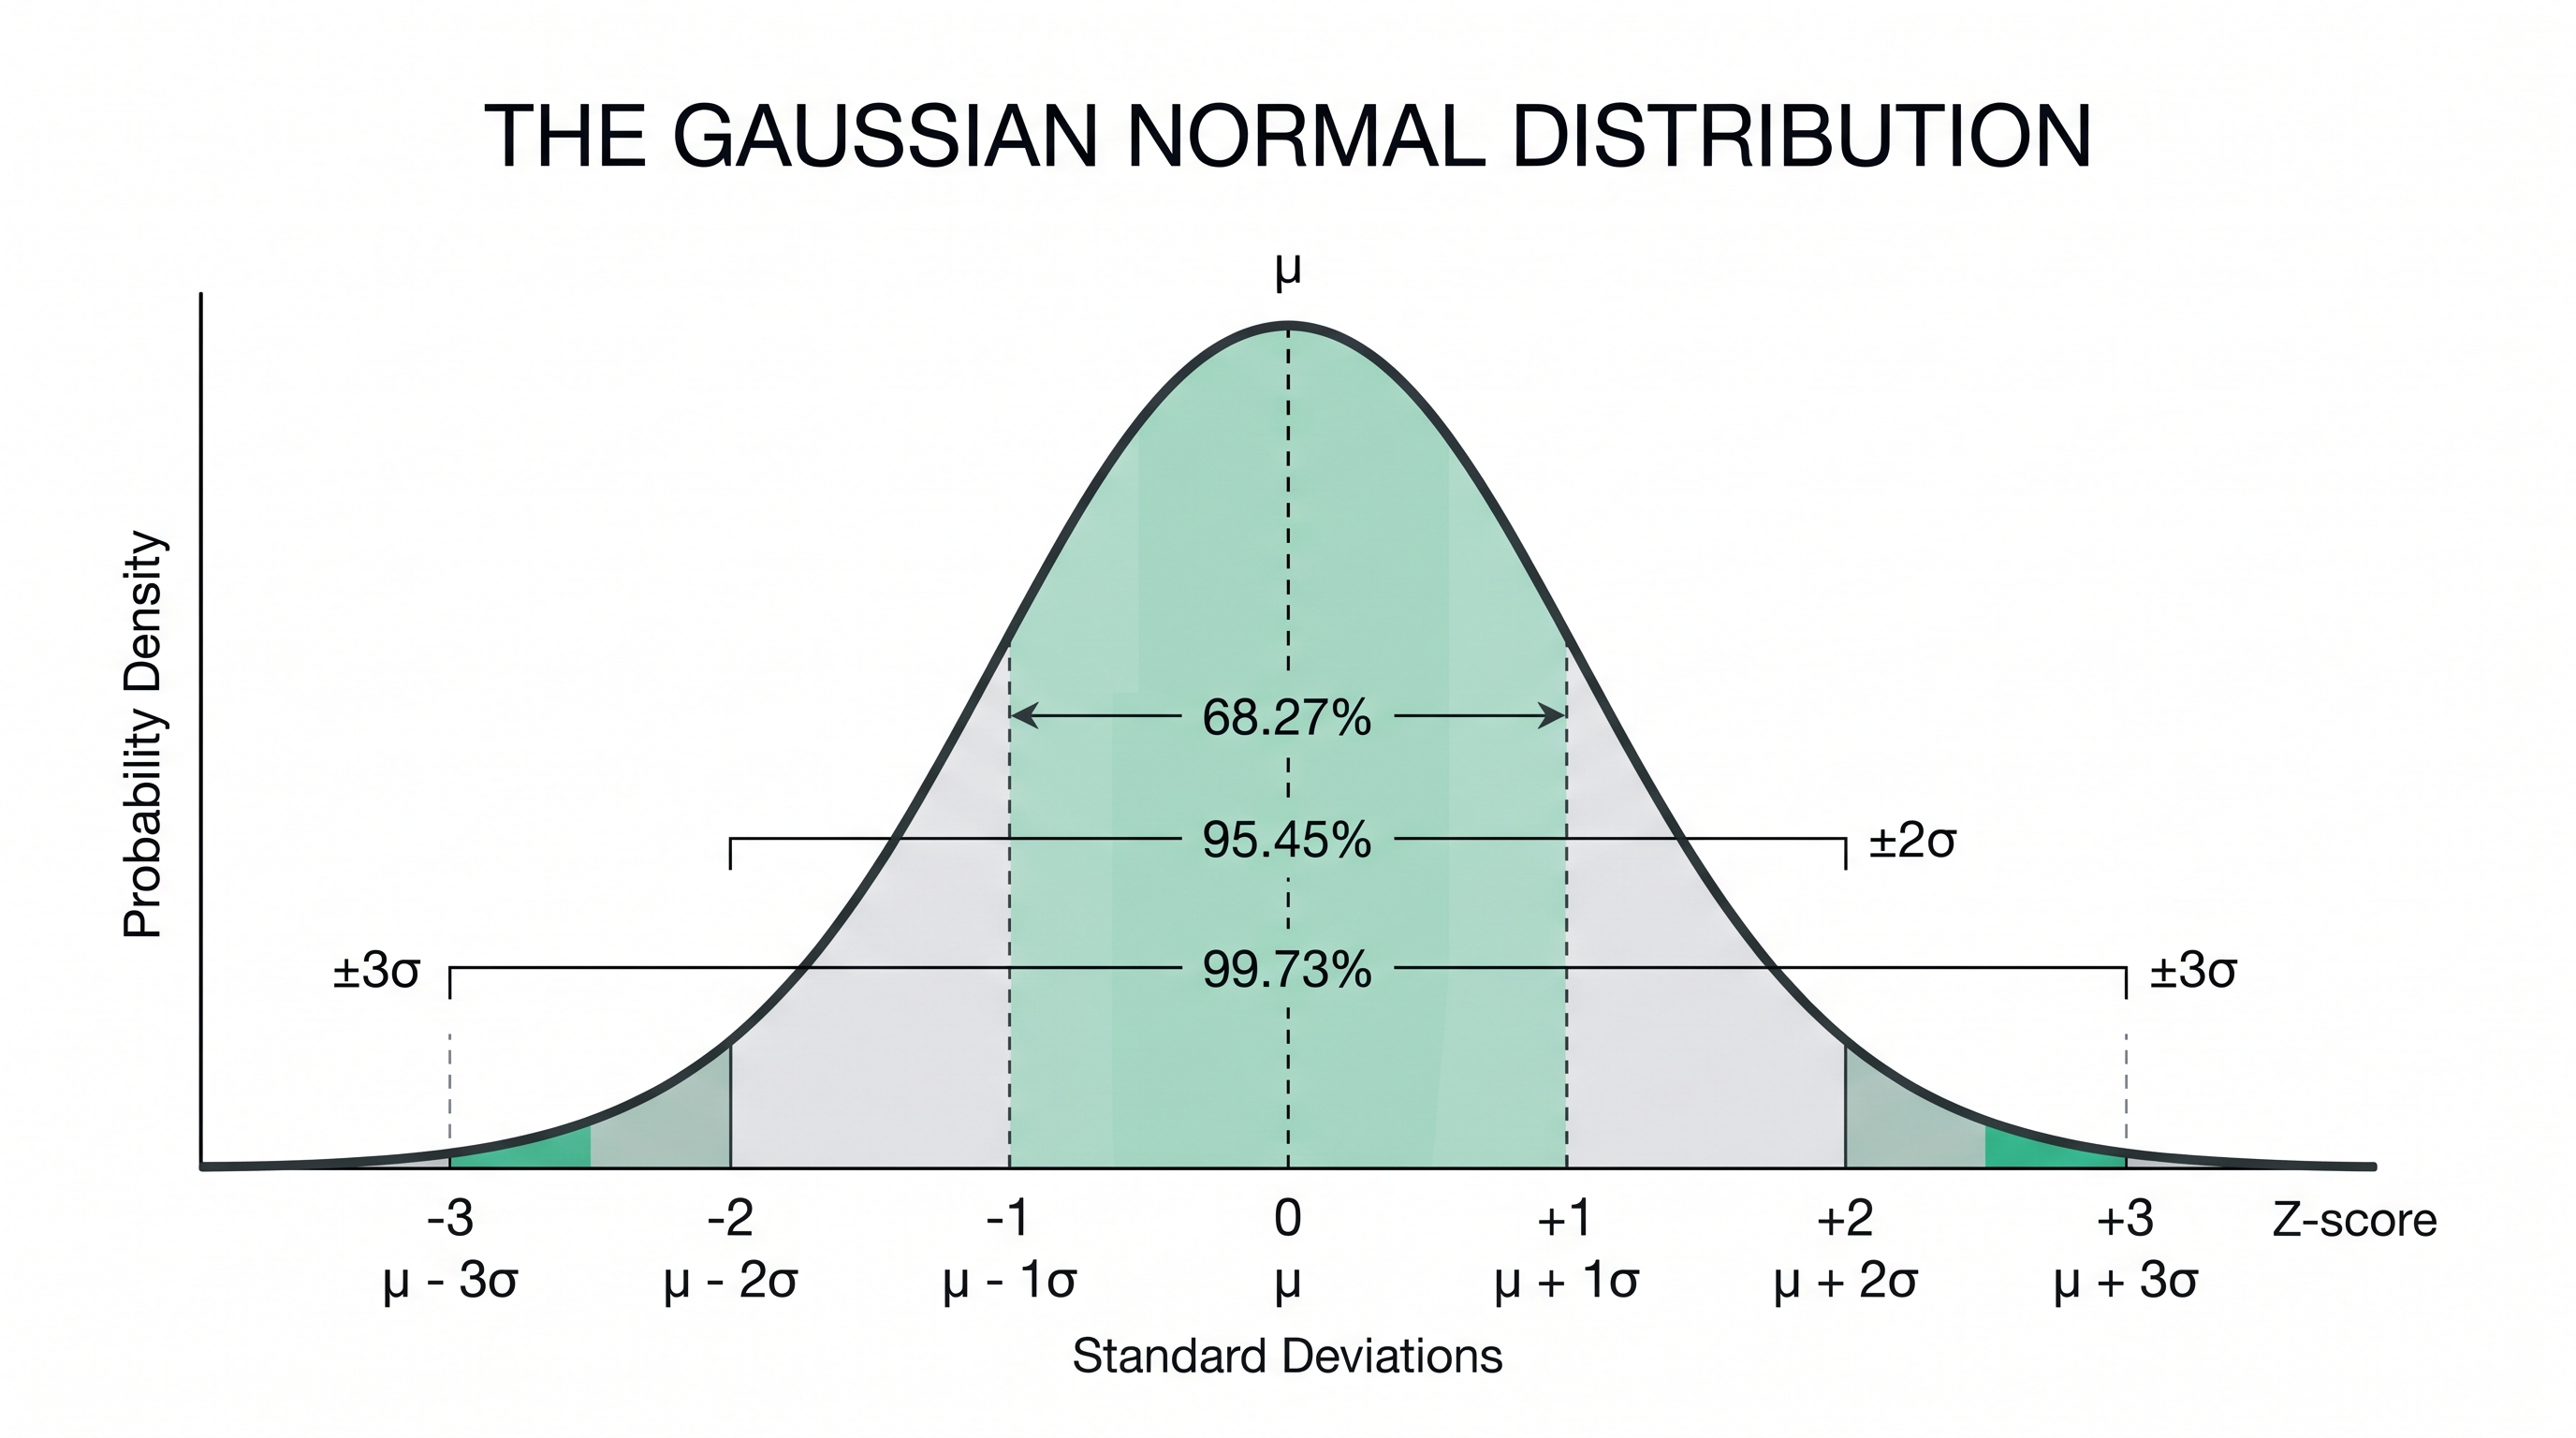 THE GAUSSIAN NORMAL DISTRIBUTION
µ
Probability Density
68.27%
95.45%
±2σ
±3σ
99.73%
±3σ
-3 -2 -1 0 +1 +2 +3 Z-score
µ - 3σ µ - 2σ µ - 1σ µ µ + 1σ µ + 2σ µ + 3σ
Standard Deviations